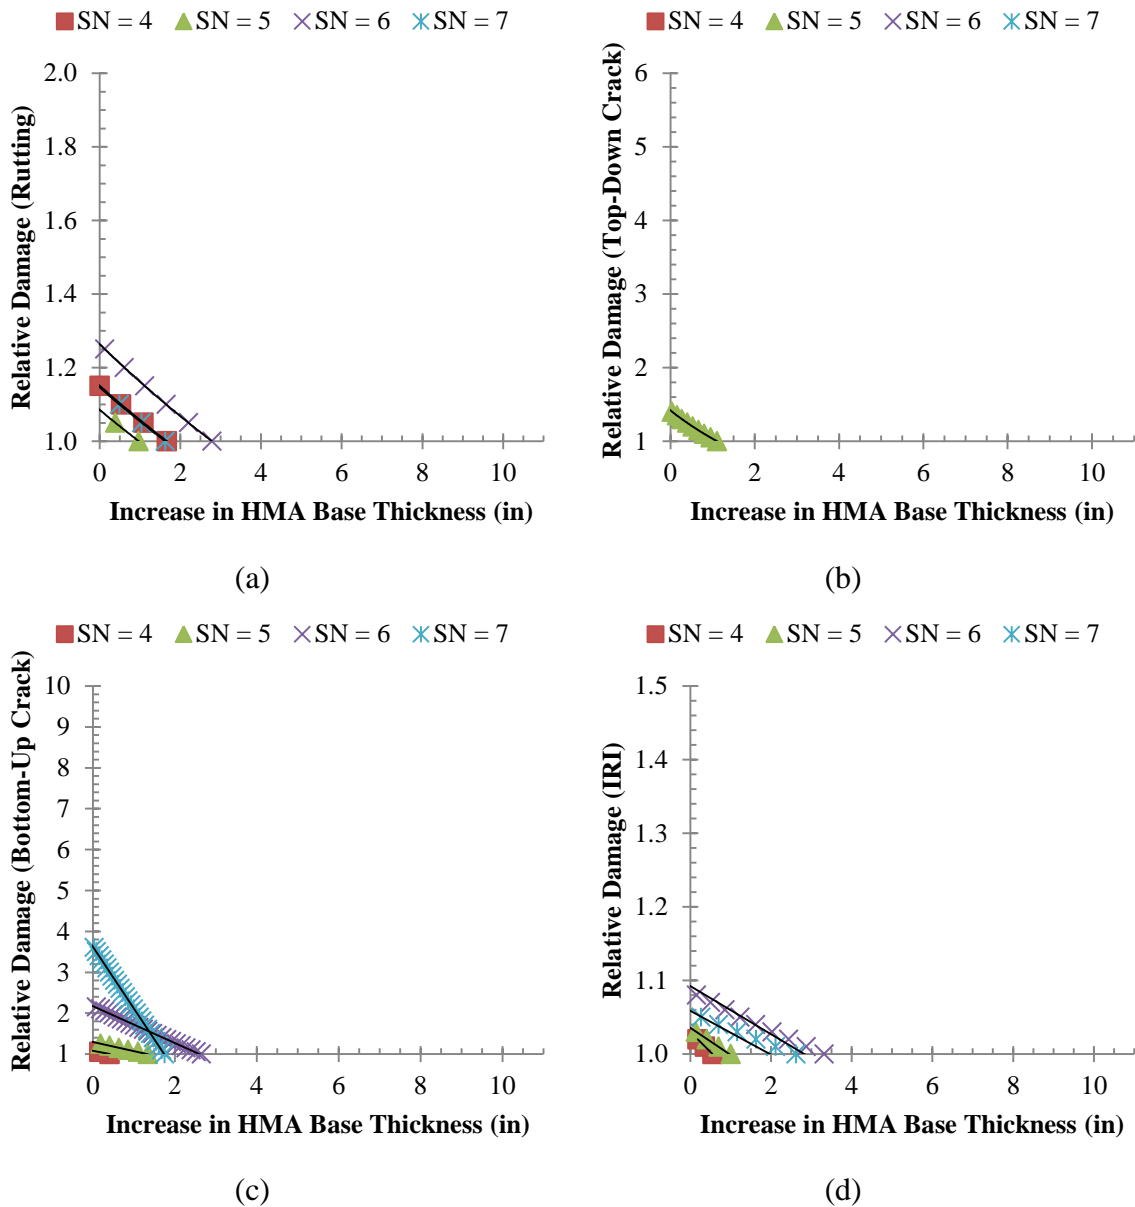 SN = 4 SN = 5 SN = 6 SN = 7
Relative Damage (Rutting)
2.0
1.8
1.6
1.4
1.2
1.0
0 2 4 6 8 10
Increase in HMA Base Thickness (in)
(a)
SN = 4 SN = 5 SN = 6 SN = 7
Relative Damage (Top-Down Crack)
6
5
4
3
2
1
0 2 4 6 8 10
Increase in HMA Base Thickness (in)
(b)
SN = 4 SN = 5 SN = 6 SN = 7
Relative Damage (Bottom-Up Crack)
10
9
8
7
6
5
4
3
2
1
0 2 4 6 8 10
Increase in HMA Base Thickness (in)
(c)
SN = 4 SN = 5 SN = 6 SN = 7
Relative Damage (IRI)
1.5
1.4
1.3
1.2
1.1
1.0
0 2 4 6 8 10
Increase in HMA Base Thickness (in)
(d)